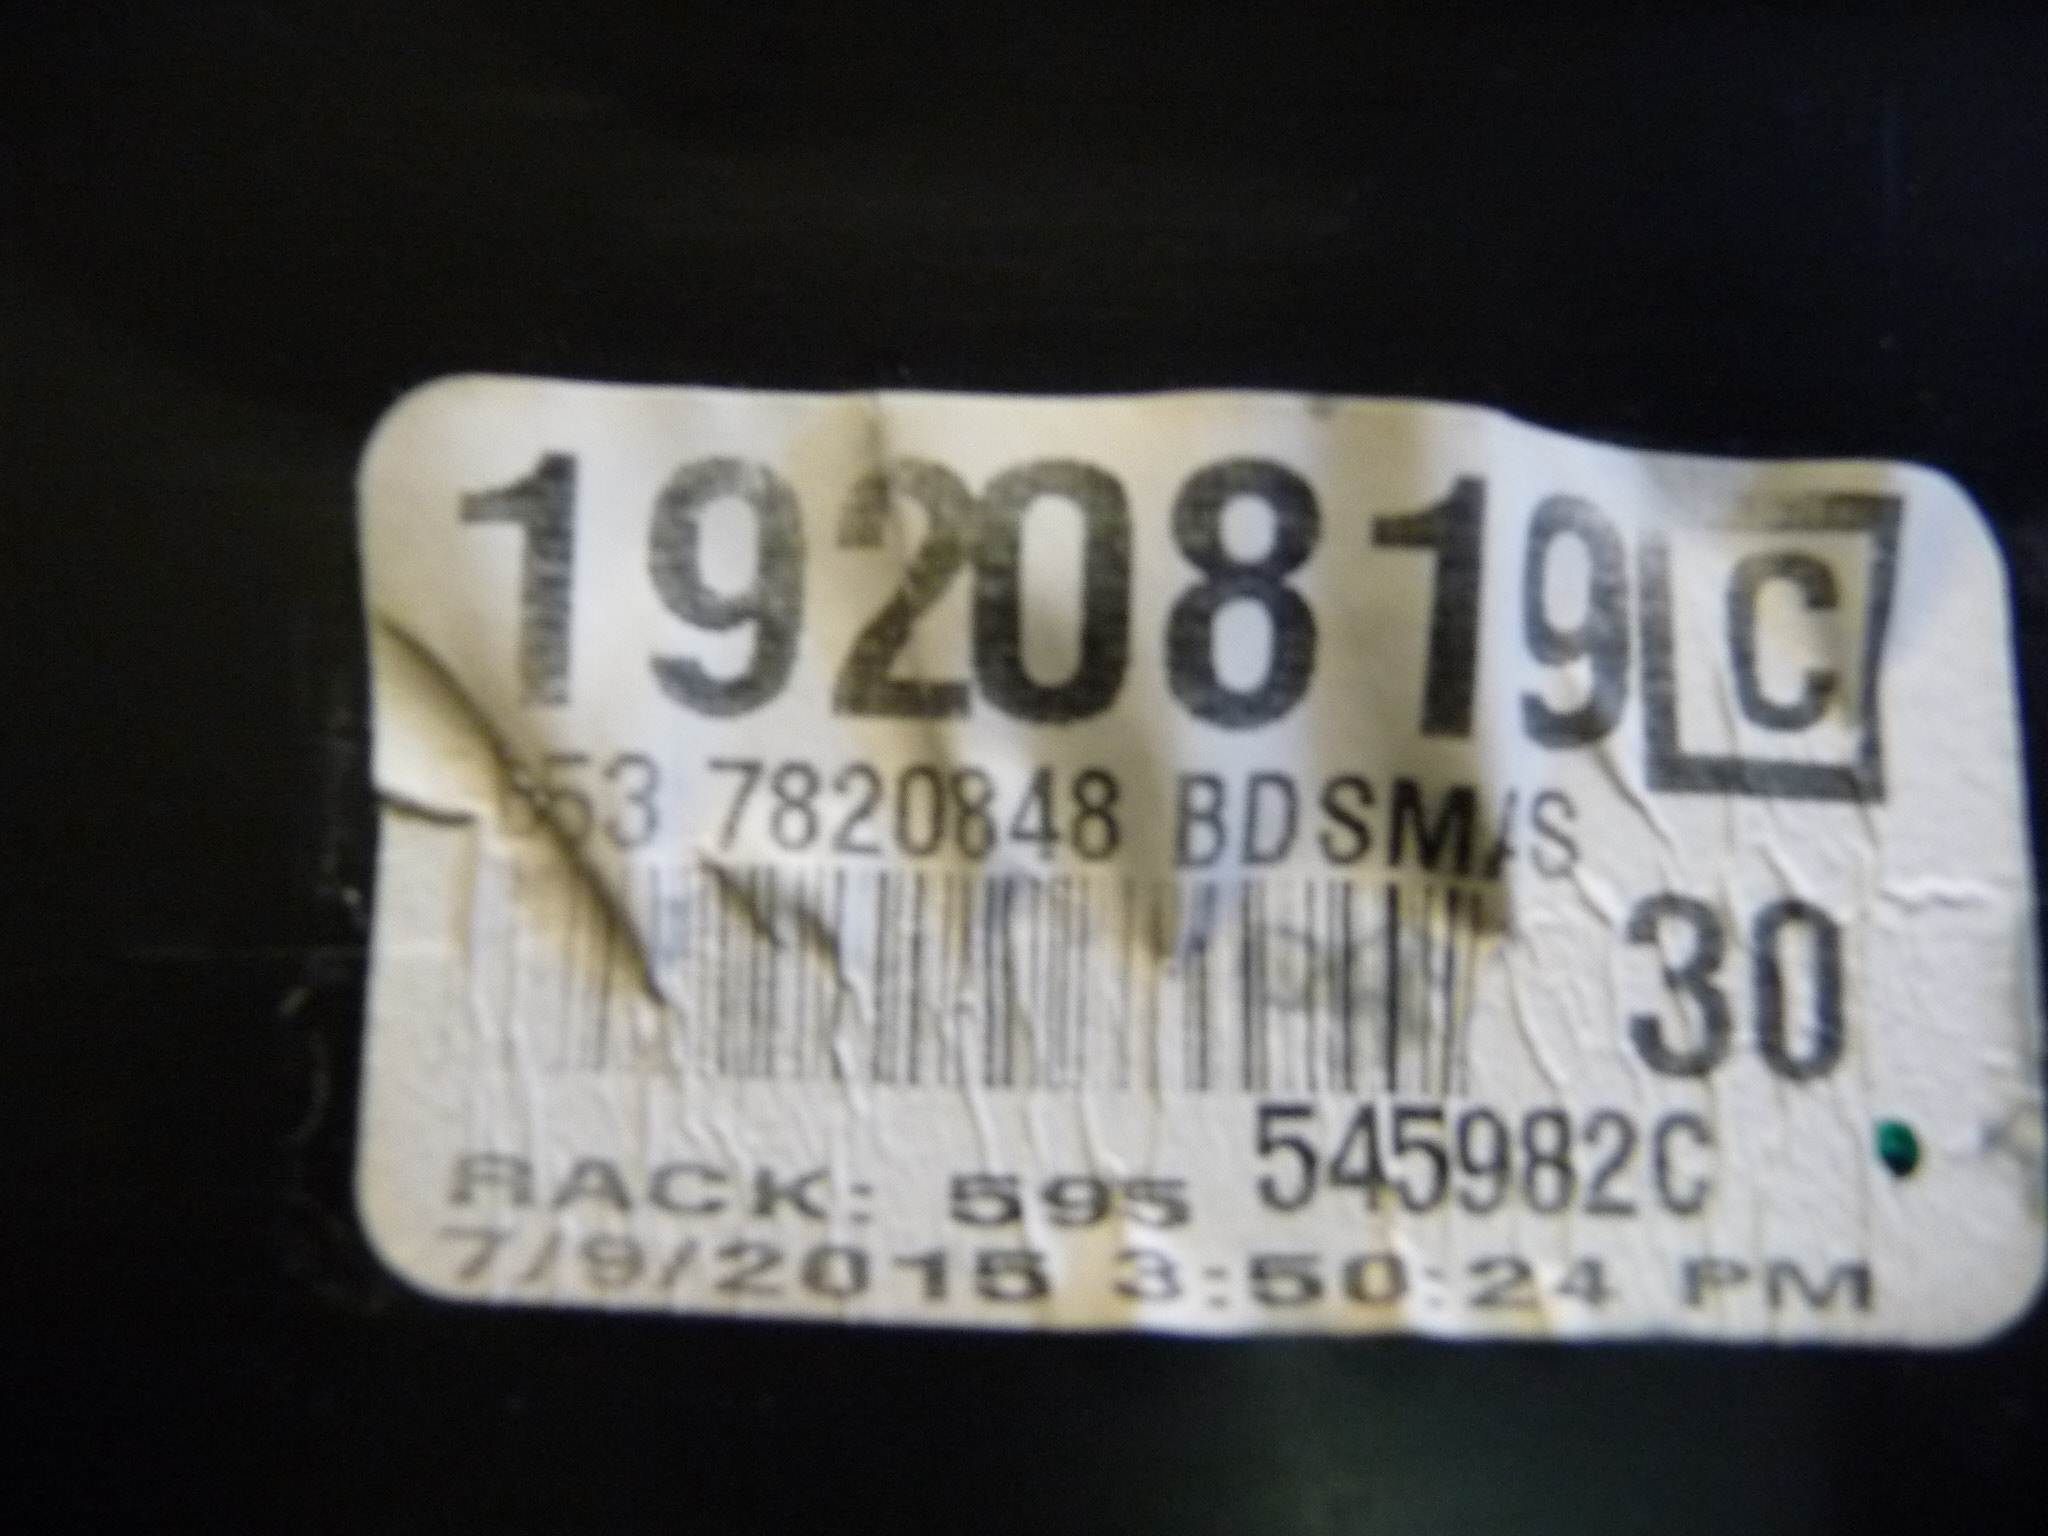 1920819 C
7820848 BDSM/S
30
545982C
RACK: 595
7/9/2015 3:50:24 PM